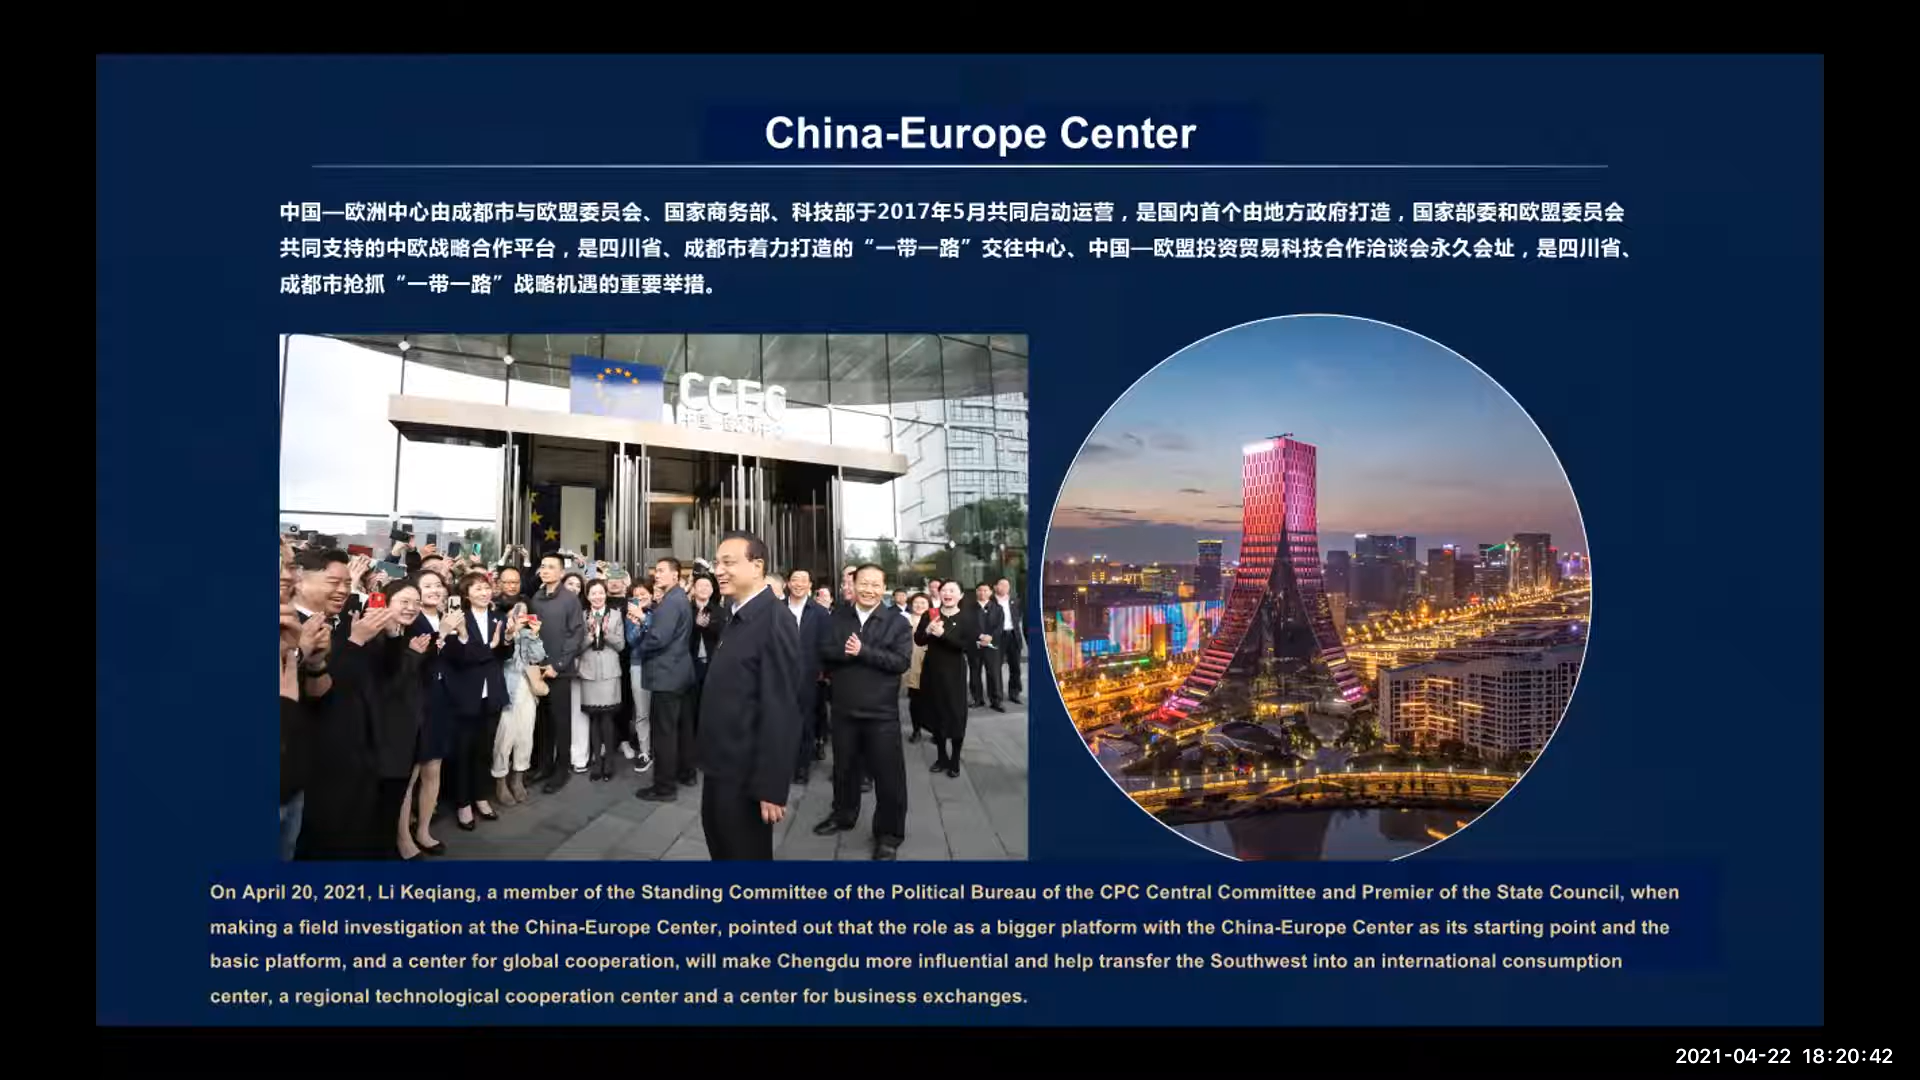 China-Europe Center
中国—欧洲中心由成都市与欧盟委员会、国家商务部、科技部于2017年5月共同启动运营，是国内首个由地方政府打造，国家部委和欧盟委员会
共同支持的中欧战略合作平台，是四川省、成都市着力打造的“一带一路”交往中心、中国—欧盟投资贸易科技合作洽谈会永久会址，是四川省、
成都市抢抓“一带一路”战略机遇的重要举措。
CCEC
On April 20, 2021, Li Keqiang, a member of the Standing Committee of the Political Bureau of the CPC Central Committee and Premier of the State Council, when
making a field investigation at the China-Europe Center, pointed out that the role as a bigger platform with the China-Europe Center as its starting point and the
basic platform, and a center for global cooperation, will make Chengdu more influential and help transfer the Southwest into an international consumption
center, a regional technological cooperation center and a center for business exchanges.
2021-04-22 18:20:42